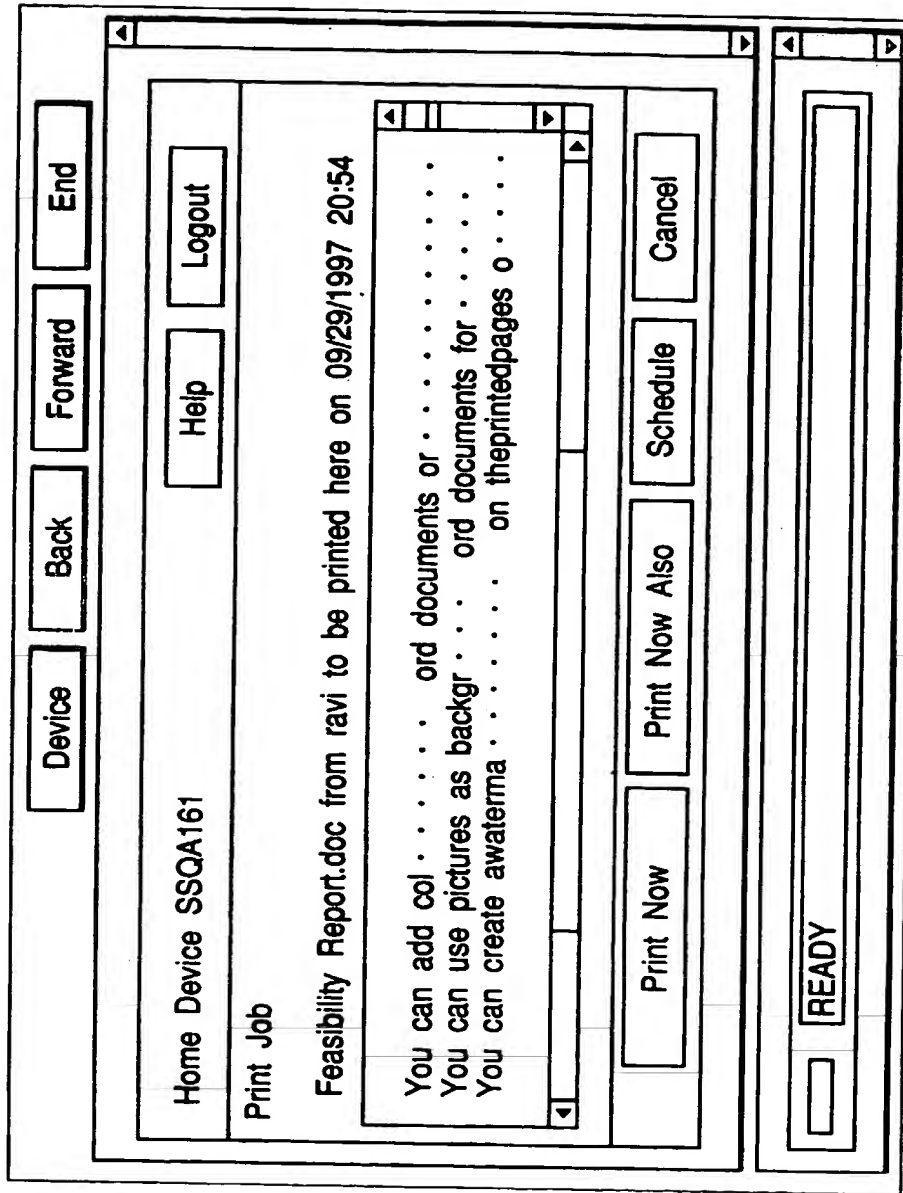 Device Back Forward End
Home Device SSQA161 Help Logout
Print Job
Feasibility Report.doc from ravi to be printed here on 09/29/1997 20:54
You can add col . . . . . . ord documents or . . . . . . . . . . .
You can use pictures as backgr . . . . ord documents for . . . . . .
You can create awaterma . . . . . . . on theprintedpages o . . . .
Print Now Print Now Also Schedule Cancel
READY